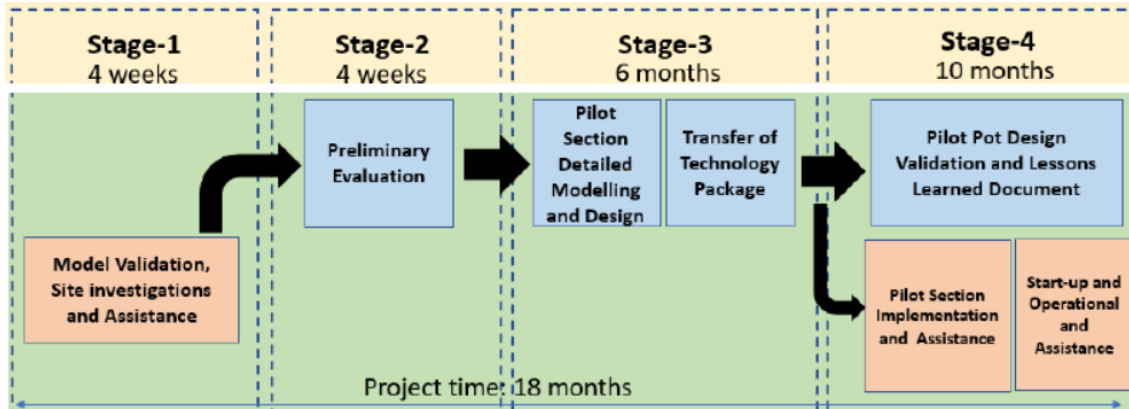 Stage-1
4 weeks
Stage-2
4 weeks
Stage-3
6 months
Stage-4
10 months
Model Validation,
Site investigations
and Assistance
Preliminary
Evaluation
Pilot
Section
Detailed
Modelling
and Design
Transfer of
Technology
Package
Pilot Pot Design
Validation and Lessons
Learned Document
Pilot Section
Implementation
and Assistance
Start-up and
Operational
and
Assistance
Project time: 18 months